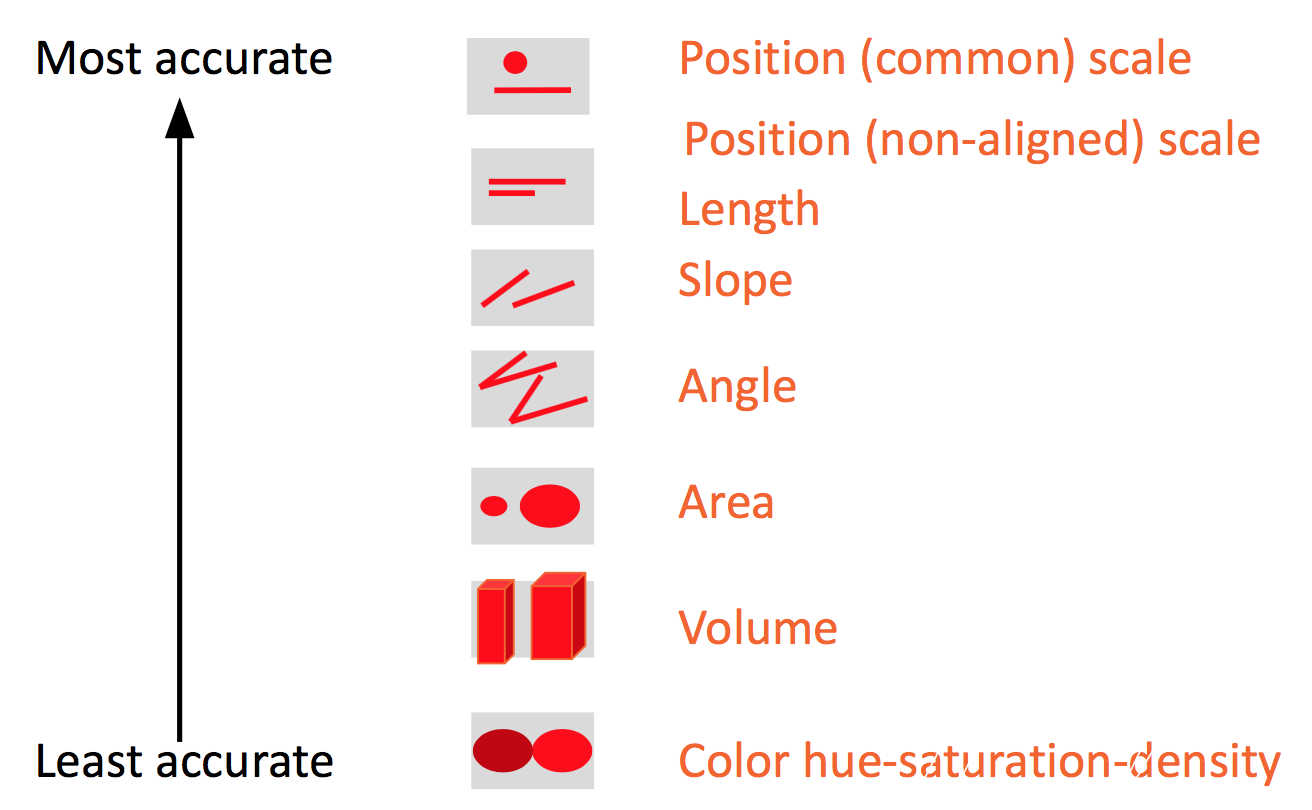 Most accurate
Position (common) scale
Position (non-aligned) scale
Length
Slope
Angle
Area
Volume
Least accurate
Color hue-saturation-density